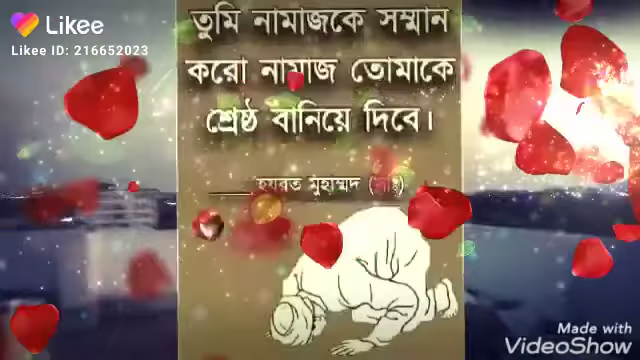 Likee
Likee ID: 216652023
তুমি নামাজকে সম্মান
করো নামাজ তোমাকে
শ্রেষ্ঠ বানিয়ে দিবে।
হযরত মুহাম্মদ
Made with
VideoShow